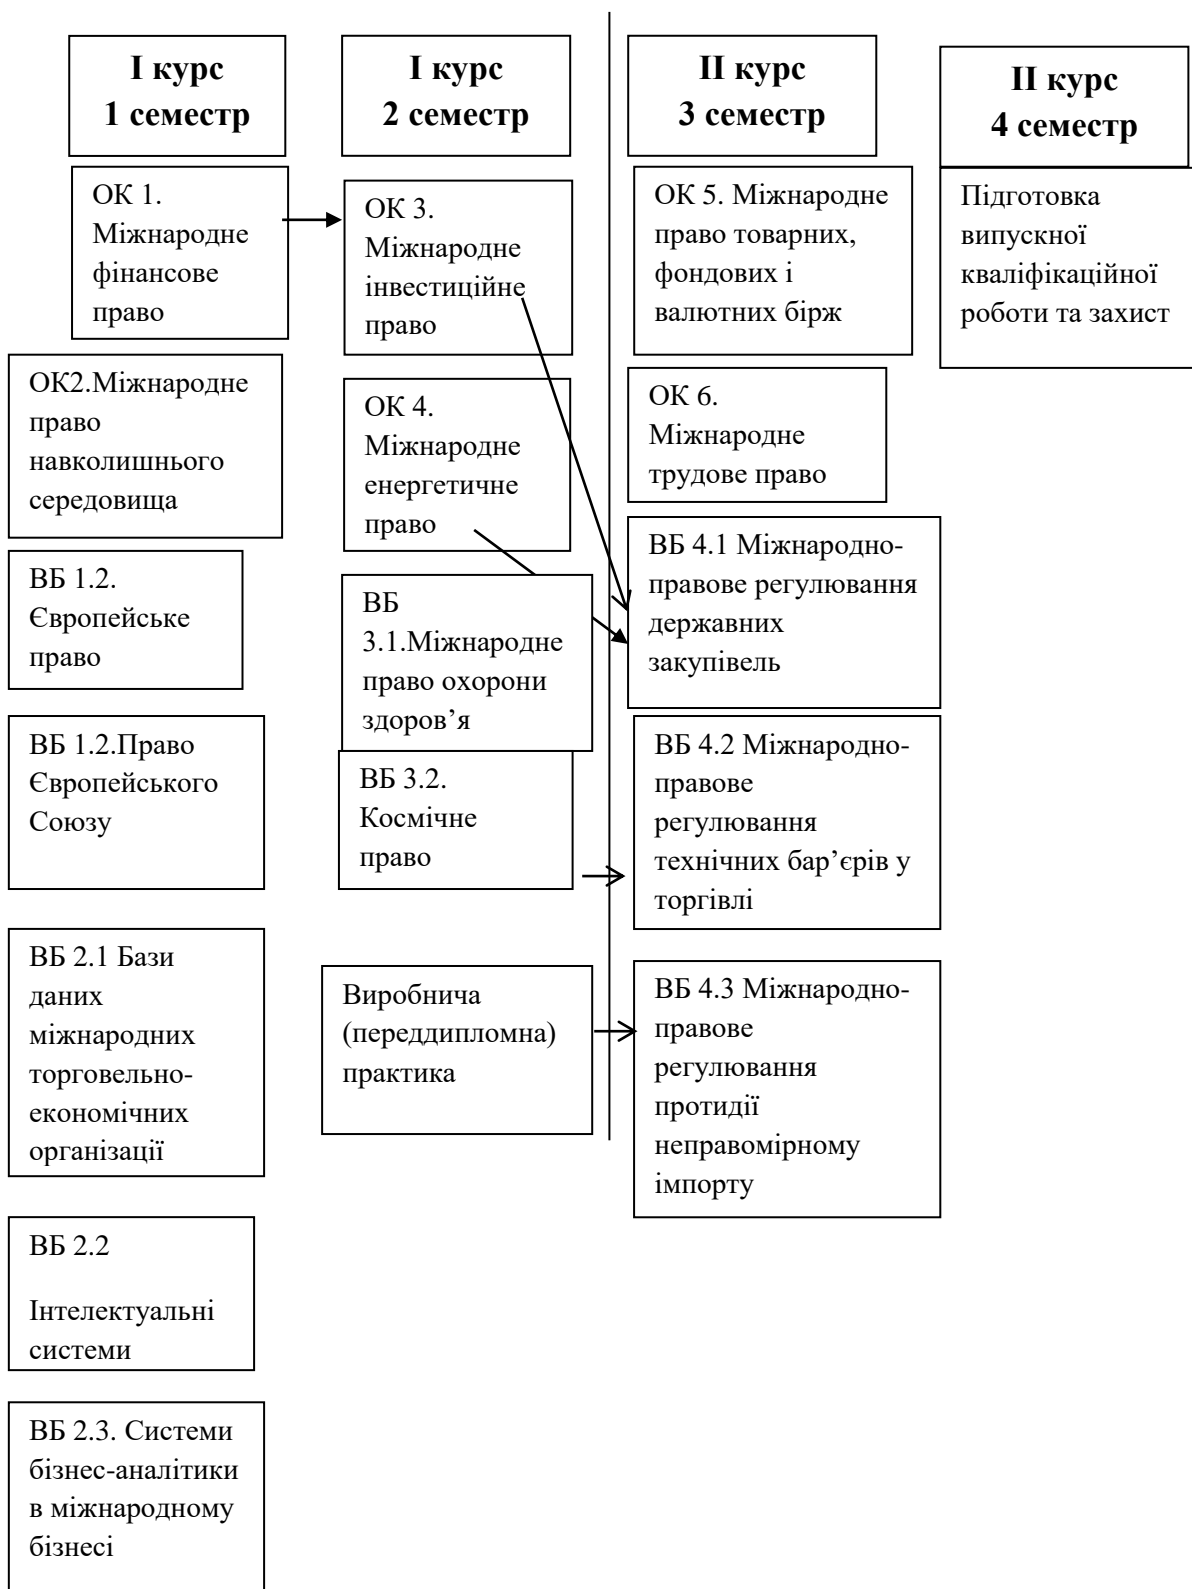 І курс
1 семестр
І курс
2 семестр
ІІ курс
3 семестр
ІІ курс
4 семестр
ОК 1.
Міжнародне
фінансове
право
ОК2.Міжнародне
право
навколишнього
середовища
ВБ 1.2.
Європейське
право
ВБ 1.2.Право
Європейського
Союзу
ВБ 2.1 Бази
даних
міжнародних
торговельно-
економічних
організації
ВБ 2.2
Інтелектуальні
системи
ВБ 2.3. Системи
бізнес-аналітики
в міжнародному
бізнесі
ОК 3.
Міжнародне
інвестиційне
право
ОК 4.
Міжнародне
енергетичне
право
ВБ
3.1.Міжнародне
право охорони
здоров’я
ВБ 3.2.
Космічне
право
Виробнича
(переддипломна)
практика
ОК 5. Міжнародне
право товарних,
фондових і
валютних бірж
ОК 6.
Міжнародне
трудове право
ВБ 4.1 Міжнародно-
правове регулювання
державних
закупівель
ВБ 4.2 Міжнародно-
правове
регулювання
технічних бар’єрів у
торгівлі
ВБ 4.3 Міжнародно-
правове
регулювання
протидії
неправомірному
імпорту
Підготовка
випускної
кваліфікаційної
роботи та захист